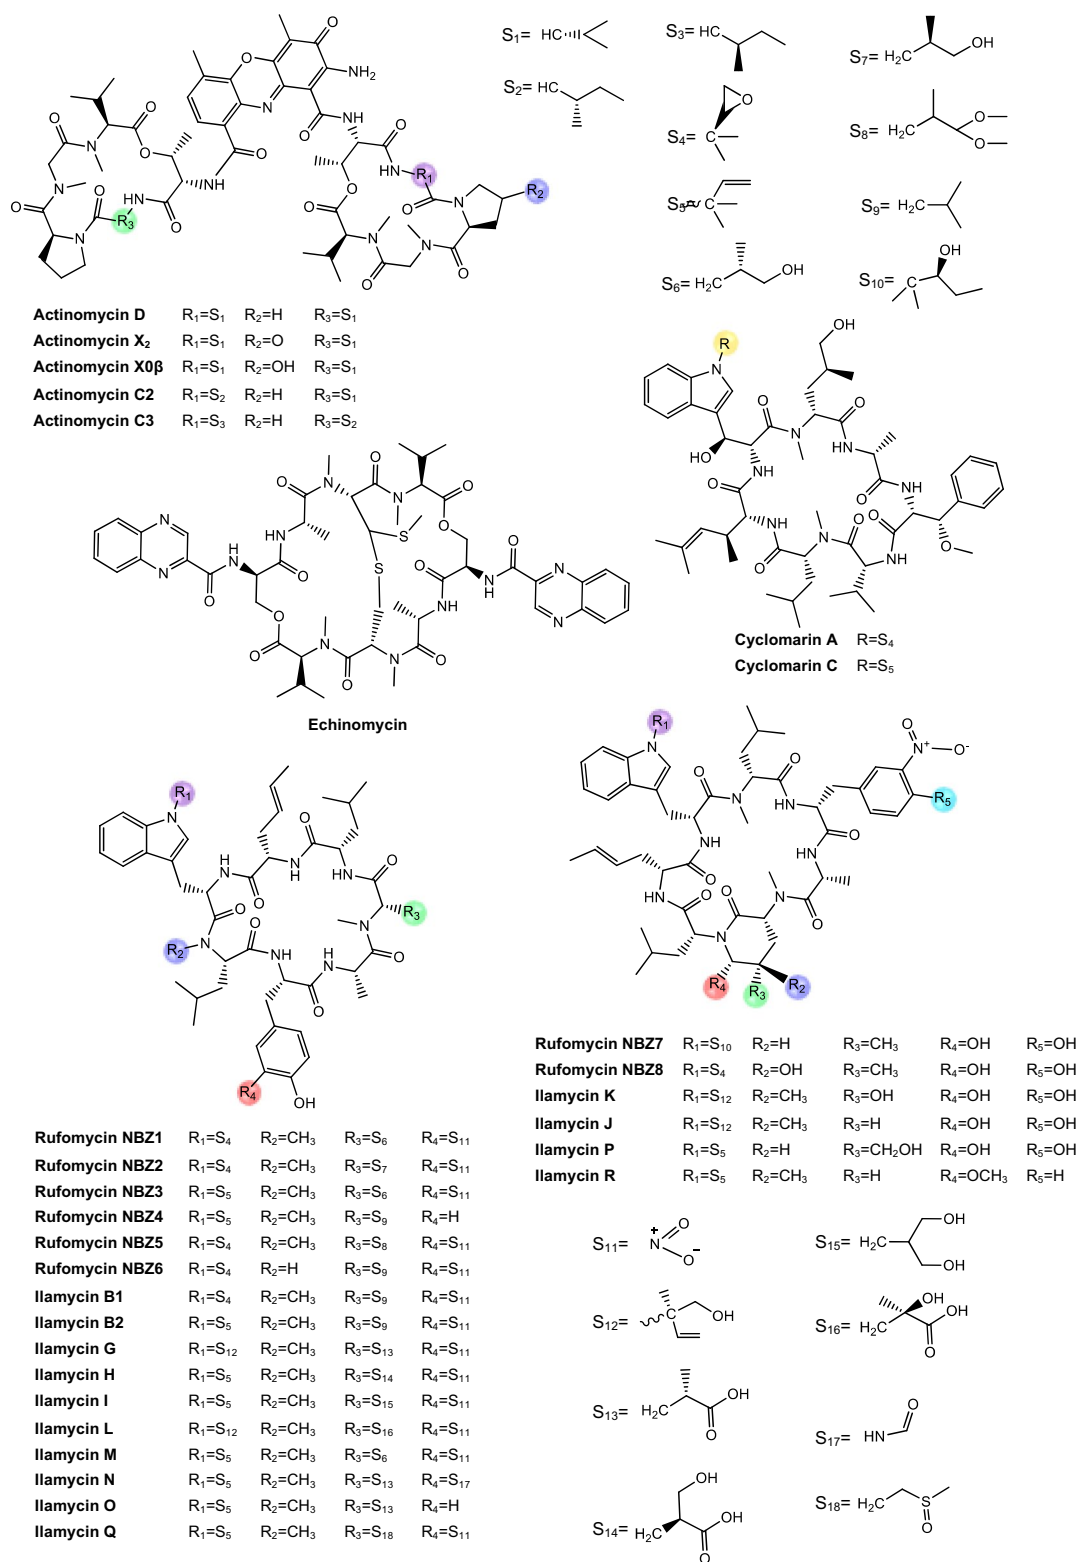 S₁= HC
S₂= HC
S₃= HC
S₄= C O
S₅=
S₆= H₂C OH
S₇= H₂C OH
S₈= H₂C O O
S₉= H₂C
S₁₀= C OH
Actinomycin D R₁=S₁ R₂=H R₃=S₁
Actinomycin X₂ R₁=S₁ R₂=O R₃=S₁
Actinomycin X0β R₁=S₁ R₂=OH R₃=S₁
Actinomycin C2 R₁=S₂ R₂=H R₃=S₁
Actinomycin C3 R₁=S₃ R₂=H R₃=S₂
Echinomycin
Cyclomarin A R=S₄
Cyclomarin C R=S₅
Rufomycin NBZ1 R₁=S₄ R₂=CH₃ R₃=S₆ R₄=S₁₁
Rufomycin NBZ2 R₁=S₄ R₂=CH₃ R₃=S₇ R₄=S₁₁
Rufomycin NBZ3 R₁=S₅ R₂=CH₃ R₃=S₆ R₄=S₁₁
Rufomycin NBZ4 R₁=S₅ R₂=CH₃ R₃=S₉ R₄=H
Rufomycin NBZ5 R₁=S₄ R₂=CH₃ R₃=S₈ R₄=S₁₁
Rufomycin NBZ6 R₁=S₄ R₂=H R₃=S₉ R₄=S₁₁
Ilamycin B1 R₁=S₄ R₂=CH₃ R₃=S₉ R₄=S₁₁
Ilamycin B2 R₁=S₅ R₂=CH₃ R₃=S₉ R₄=S₁₁
Ilamycin G R₁=S₁₂ R₂=CH₃ R₃=S₁₃ R₄=S₁₁
Ilamycin H R₁=S₅ R₂=CH₃ R₃=S₁₄ R₄=S₁₁
Ilamycin I R₁=S₅ R₂=CH₃ R₃=S₁₅ R₄=S₁₁
Ilamycin L R₁=S₁₂ R₂=CH₃ R₃=S₁₆ R₄=S₁₁
Ilamycin M R₁=S₅ R₂=CH₃ R₃=S₆ R₄=S₁₁
Ilamycin N R₁=S₅ R₂=CH₃ R₃=S₁₃ R₄=S₁₇
Ilamycin O R₁=S₅ R₂=CH₃ R₃=S₁₃ R₄=H
Ilamycin Q R₁=S₅ R₂=CH₃ R₃=S₁₈ R₄=S₁₁
Rufomycin NBZ7 R₁=S₁₀ R₂=H R₃=CH₃ R₄=OH R₅=OH
Rufomycin NBZ8 R₁=S₄ R₂=OH R₃=CH₃ R₄=OH R₅=OH
Ilamycin K R₁=S₁₂ R₂=CH₃ R₃=OH R₄=OH R₅=OH
Ilamycin J R₁=S₁₂ R₂=CH₃ R₃=H R₄=OH R₅=OH
Ilamycin P R₁=S₅ R₂=H R₃=CH₂OH R₄=OH R₅=OH
Ilamycin R R₁=S₅ R₂=CH₃ R₃=H R₄=OCH₃ R₅=H
S₁₁= N⁺ O O⁻
S₁₂= C OH
S₁₃= H₂C OH O
S₁₄= H₂C OH OH O
S₁₅= H₂C OH OH
S₁₆= H₂C OH OH O
S₁₇= HN O
S₁₈= H₂C S O